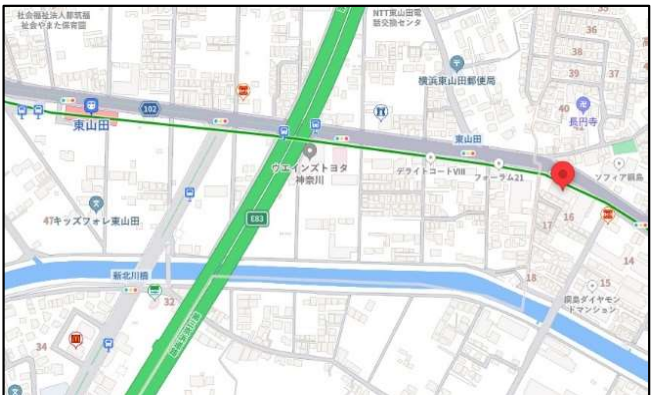 社会福祉法人都筑福
祉会やまた保育園
NTT東山田電
話交換センタ
横浜東山田郵便局
35
36
38
39
37
40
長円寺
102
東山田
東山田
ウエインズトヨタ
神奈川
デライトコートVIII
フォーラム21
ソフィア綱島
47
キッズフォレ東山田
E83
17
16
14
新北川橋
18
15
綱島ダイヤモン
ドマンション
32
34